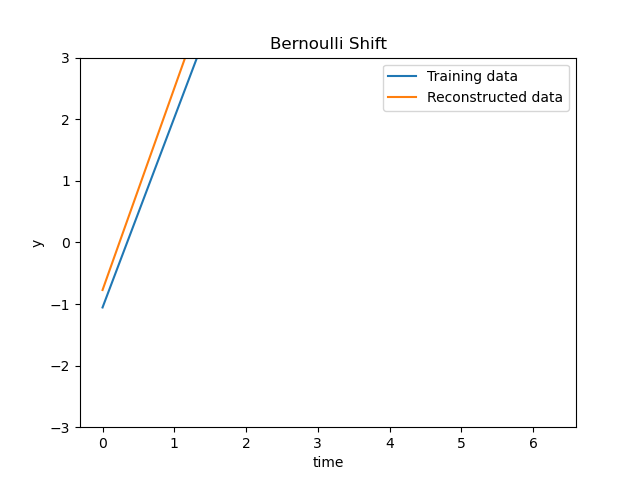 Bernoulli Shift
Training data
Reconstructed data
3
2
1
0
−1
−2
−3
y
0 1 2 3 4 5 6
time